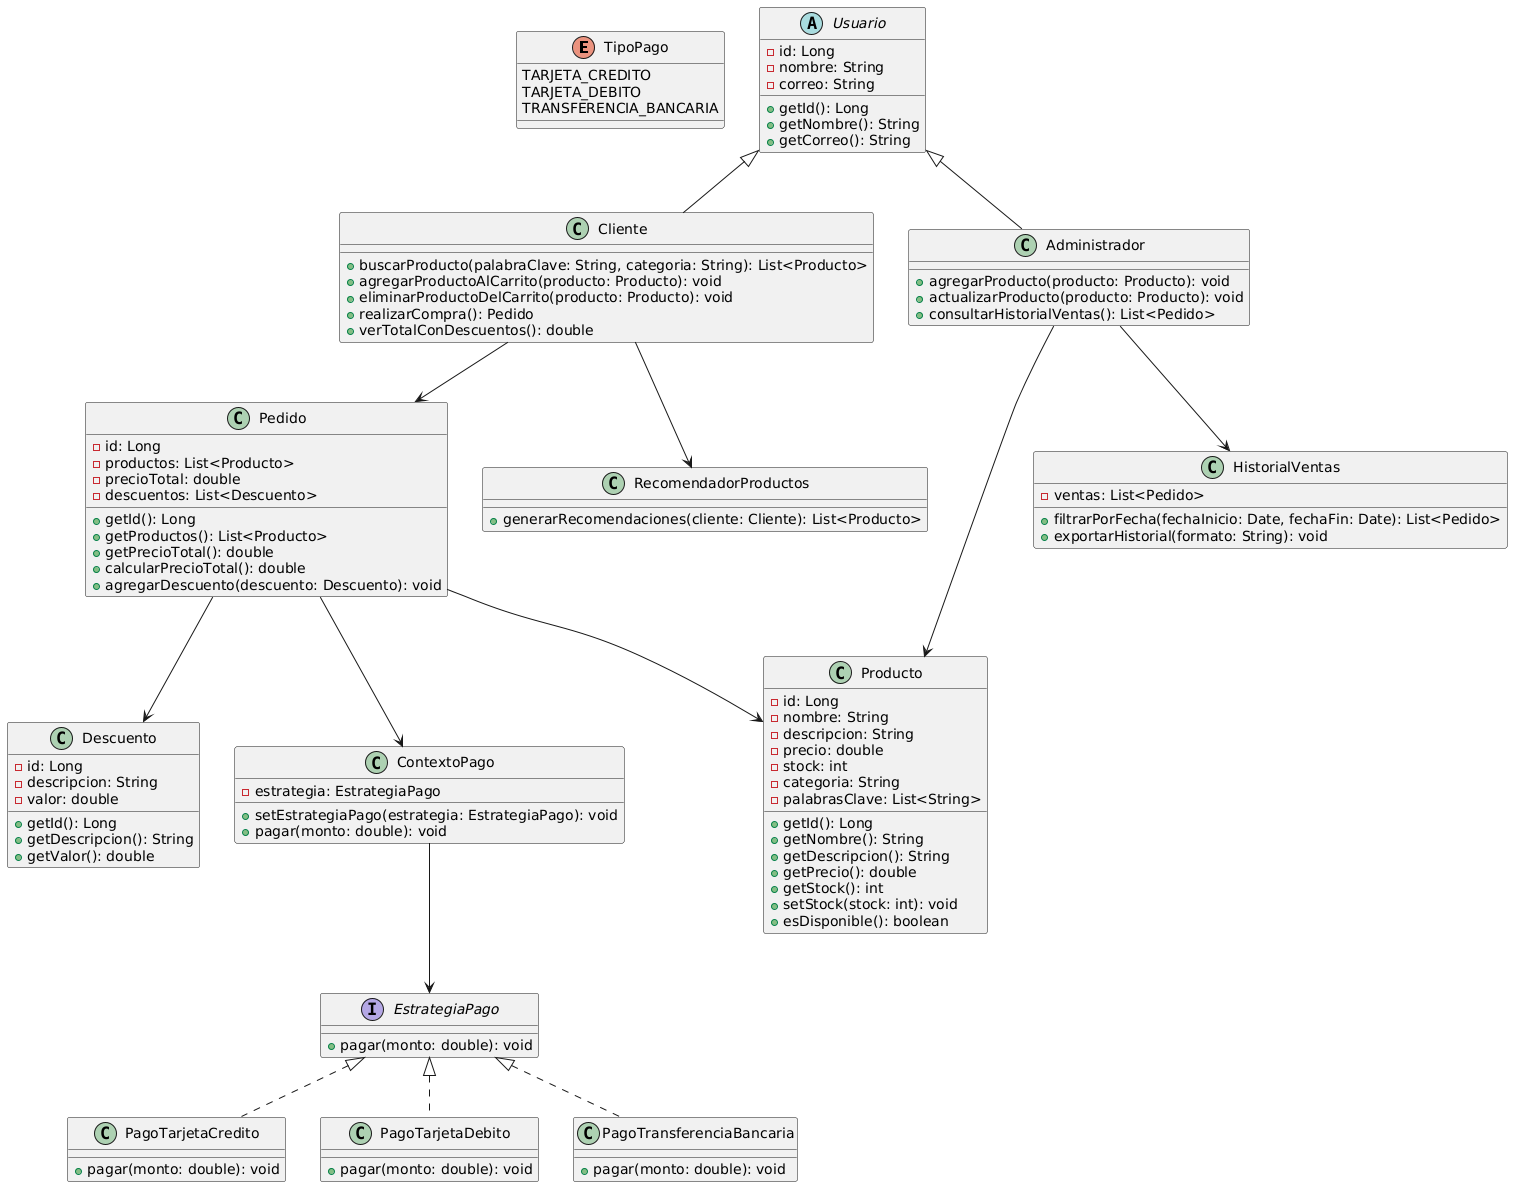 E TipoPago
TARJETA_CREDITO
TARJETA_DEBITO
TRANSFERENCIA_BANCARIA
A Usuario
id: Long
nombre: String
correo: String
getId(): Long
getNombre(): String
getCorreo(): String
C Cliente
buscarProducto(palabraClave: String, categoria: String): List<Producto>
agregarProductoAlCarrito(producto: Producto): void
eliminarProductoDelCarrito(producto: Producto): void
realizarCompra(): Pedido
verTotalConDescuentos(): double
C Administrador
agregarProducto(producto: Producto): void
actualizarProducto(producto: Producto): void
consultarHistorialVentas(): List<Pedido>
C Pedido
id: Long
productos: List<Producto>
precioTotal: double
descuentos: List<Descuento>
getId(): Long
getProductos(): List<Producto>
getPrecioTotal(): double
calcularPrecioTotal(): double
agregarDescuento(descuento: Descuento): void
C RecomendadorProductos
generarRecomendaciones(cliente: Cliente): List<Producto>
C HistorialVentas
ventas: List<Pedido>
filtrarPorFecha(fechaInicio: Date, fechaFin: Date): List<Pedido>
exportarHistorial(formato: String): void
C Descuento
id: Long
descripcion: String
valor: double
getId(): Long
getDescripcion(): String
getValor(): double
C ContextoPago
estrategia: EstrategiaPago
setEstrategiaPago(estrategia: EstrategiaPago): void
pagar(monto: double): void
C Producto
id: Long
nombre: String
descripcion: String
precio: double
stock: int
categoria: String
palabrasClave: List<String>
getId(): Long
getNombre(): String
getDescripcion(): String
getPrecio(): double
getStock(): int
setStock(stock: int): void
esDisponible(): boolean
I EstrategiaPago
pagar(monto: double): void
C PagoTarjetaCredito
pagar(monto: double): void
C PagoTarjetaDebito
pagar(monto: double): void
C PagoTransferenciaBancaria
pagar(monto: double): void